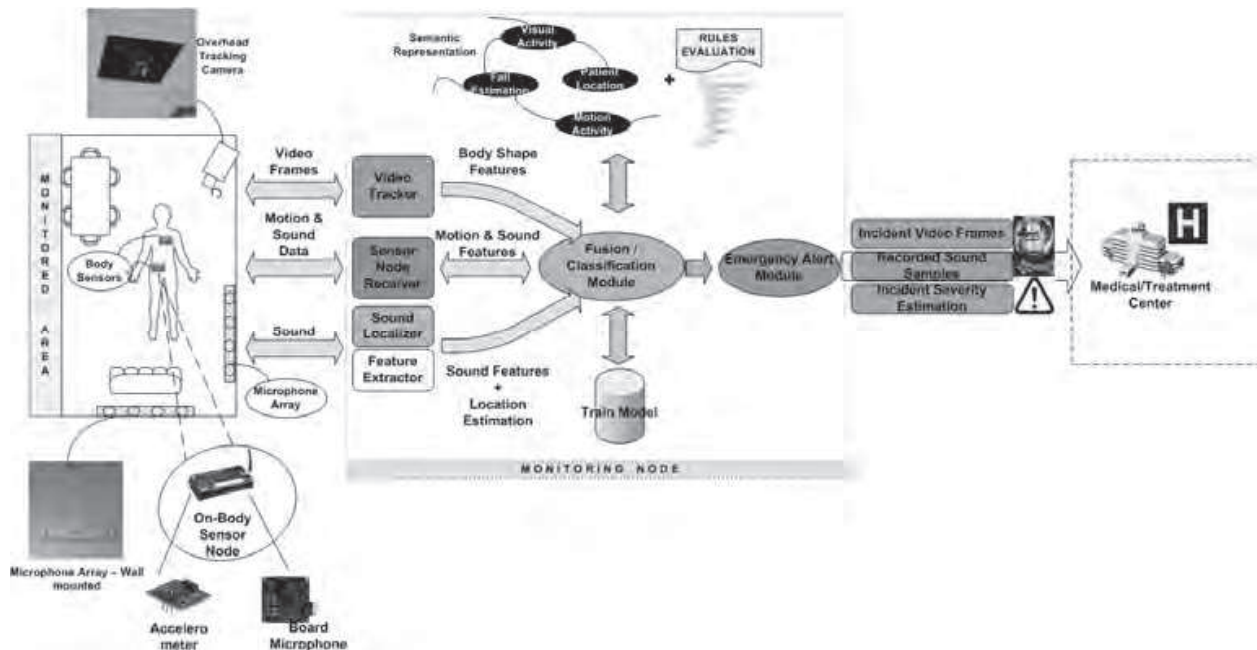 Overhead
Tracking
Camera
MONITORED AREA
Body
Sensors
Microphone
Array
Microphone Array – Wall
mounted
On-Body
Sensor
Node
Accelero
meter
Board
Microphone
Video
Frames
Motion &
Sound
Data
Sound
Video
Tracker
Sensor
Node
Receiver
Sound
Localizer
Feature
Extractor
Body Shape
Features
Motion & Sound
Features
Sound Features
+
Location
Estimation
Semantic
Representation
Visual
Activity
Fall
Estimation
Patient
Location
Motion
Activity
+
RULES
EVALUATION
Fusion /
Classification
Module
Train Model
MONITORING NODE
Emergency Alert
Module
Incident Video Frames
Recorded Sound
Samples
Incident Severity
Estimation
H
Medical/Treatment
Center